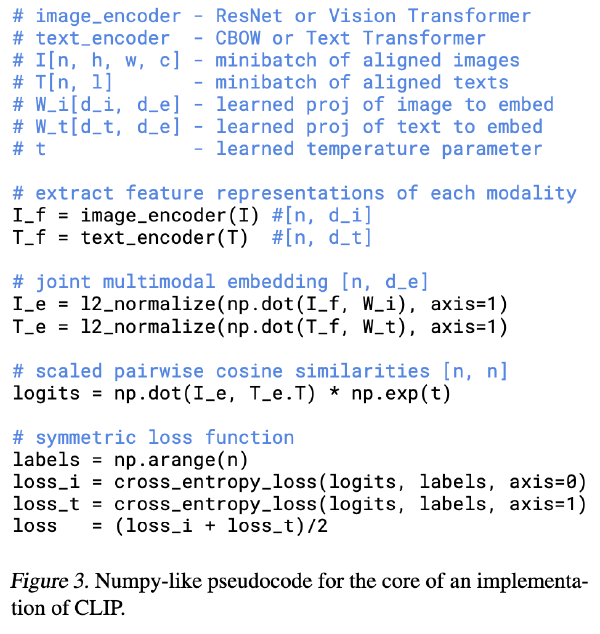 # image_encoder - ResNet or Vision Transformer
# text_encoder - CBOW or Text Transformer
# I[n, h, w, c] - minibatch of aligned images
# T[n, l] - minibatch of aligned texts
# W_i[d_i, d_e] - learned proj of image to embed
# W_t[d_t, d_e] - learned proj of text to embed
# t - learned temperature parameter
# extract feature representations of each modality
I_f = image_encoder(I) #[n, d_i]
T_f = text_encoder(T) #[n, d_t]
# joint multimodal embedding [n, d_e]
I_e = l2_normalize(np.dot(I_f, W_i), axis=1)
T_e = l2_normalize(np.dot(T_f, W_t), axis=1)
# scaled pairwise cosine similarities [n, n]
logits = np.dot(I_e, T_e.T) * np.exp(t)
# symmetric loss function
labels = np.arange(n)
loss_i = cross_entropy_loss(logits, labels, axis=0)
loss_t = cross_entropy_loss(logits, labels, axis=1)
loss = (loss_i + loss_t)/2
Figure 3. Numpy-like pseudocode for the core of an implementa-
tion of CLIP.